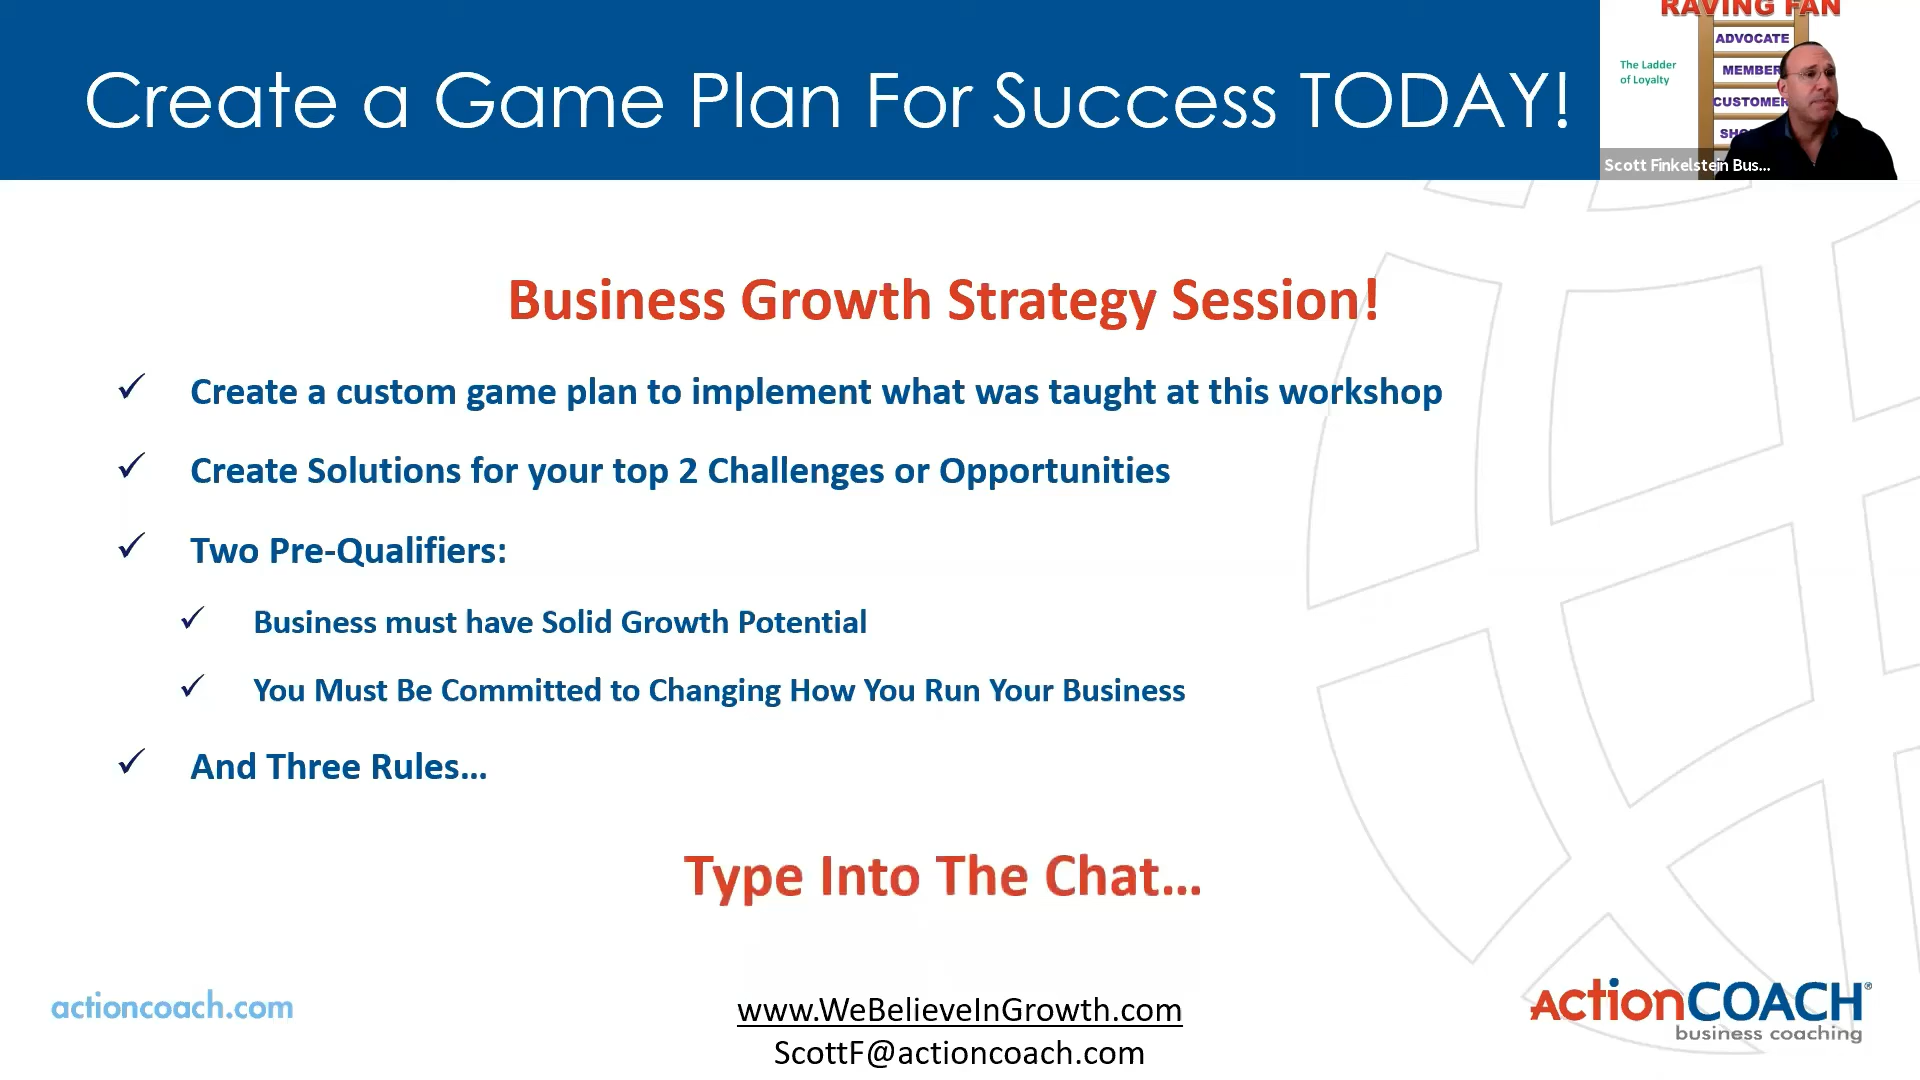 Create a Game Plan For Success TODAY!
RAVING FAN
ADVOCATE
The Ladder
of Loyalty
MEMBER
CUSTOMER
Scott Finkelstein Bus...
Business Growth Strategy Session!
✓ Create a custom game plan to implement what was taught at this workshop
✓ Create Solutions for your top 2 Challenges or Opportunities
✓ Two Pre-Qualifiers:
✓ Business must have Solid Growth Potential
✓ You Must Be Committed to Changing How You Run Your Business
✓ And Three Rules...
Type Into The Chat...
actioncoach.com
www.WeBelieveInGrowth.com
ScottF@actioncoach.com
ActionCOACH®
business coaching